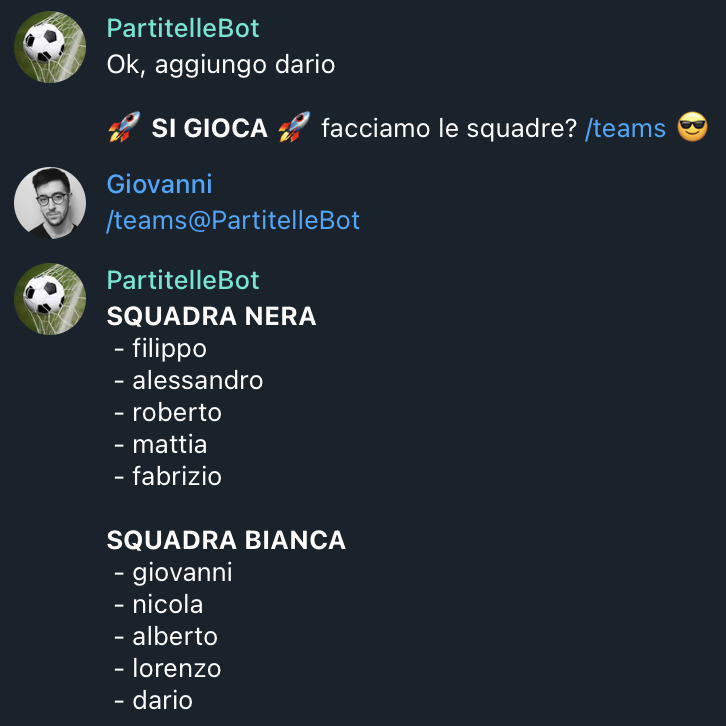 PartitelleBot
Ok, aggiungo dario
🚀 SI GIOCA 🚀 facciamo le squadre? /teams 😎
Giovanni
/teams@PartitelleBot
PartitelleBot
SQUADRA NERA
- filippo
- alessandro
- roberto
- mattia
- fabrizio
SQUADRA BIANCA
- giovanni
- nicola
- alberto
- lorenzo
- dario